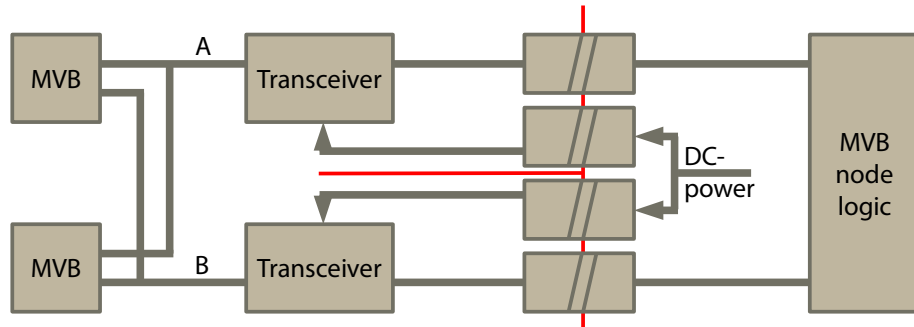 A
MVB
Transceiver
DC-
power
MVB
node
logic
MVB
B
Transceiver